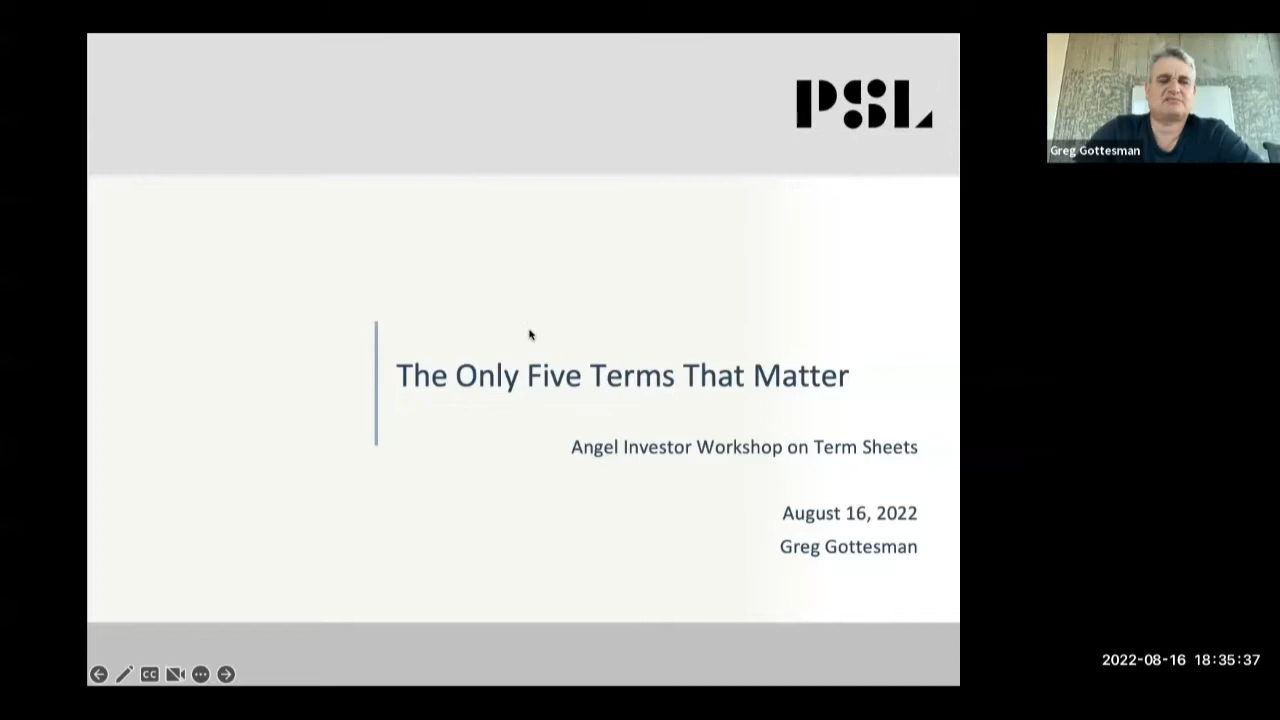 PSL
Greg Gottesman
The Only Five Terms That Matter
Angel Investor Workshop on Term Sheets
August 16, 2022
Greg Gottesman
CC
2022-08-16 18:35:37